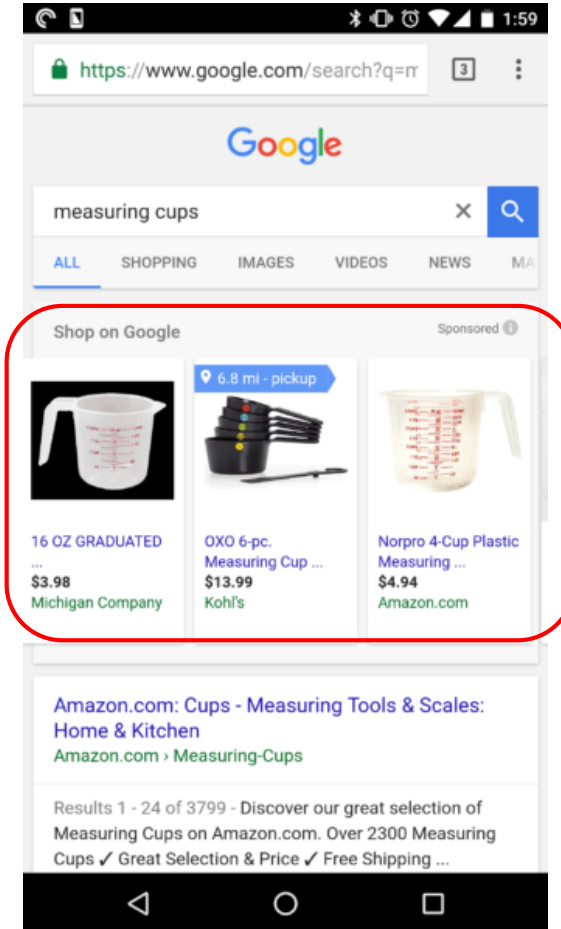 1:59
https://www.google.com/search?q=m
3
Google
measuring cups
ALL SHOPPING IMAGES VIDEOS NEWS MA
Shop on Google Sponsored
6.8 mi - pickup
16 OZ GRADUATED
...
$3.98
Michigan Company
OXO 6-pc.
Measuring Cup ...
$13.99
Kohl's
Norpro 4-Cup Plastic
Measuring ...
$4.94
Amazon.com
Amazon.com: Cups - Measuring Tools & Scales:
Home & Kitchen
Amazon.com › Measuring-Cups
Results 1 - 24 of 3799 - Discover our great selection of
Measuring Cups on Amazon.com. Over 2300 Measuring
Cups ✓ Great Selection & Price ✓ Free Shipping ...